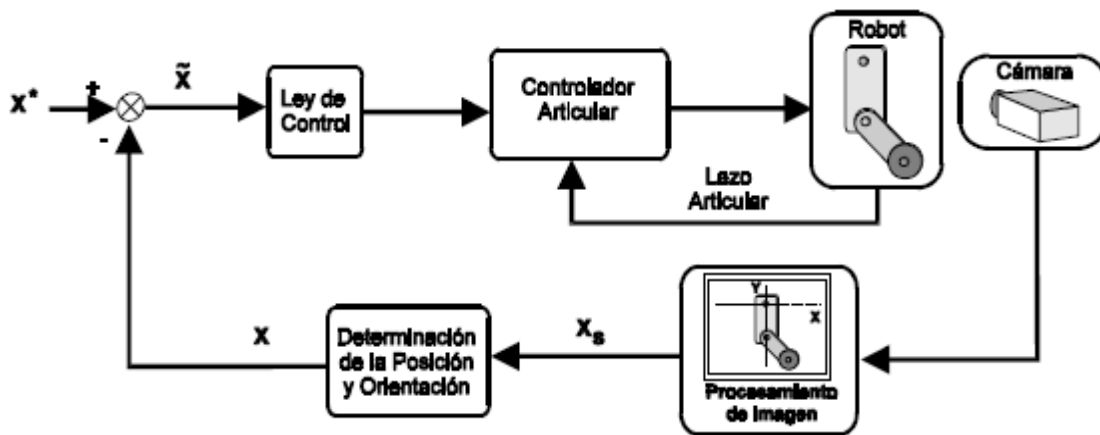 Robot
Cámara
x*
+
-
x̃
Ley de
Control
Controlador
Articular
Lazo
Articular
Y
X
Procesamiento
de Imagen
Xs
Determinación
de la Posición
y Orientación
X